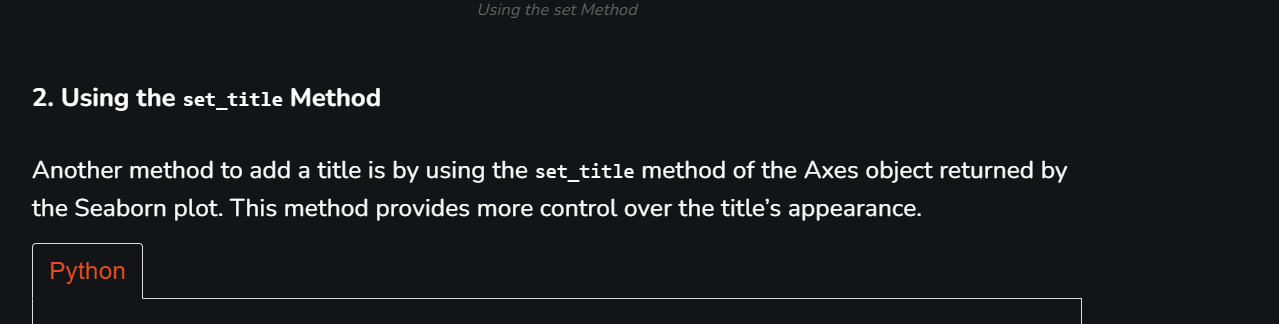 Using the set Method
2. Using the set_title Method
Another method to add a title is by using the set_title method of the Axes object returned by
the Seaborn plot. This method provides more control over the title’s appearance.
Python